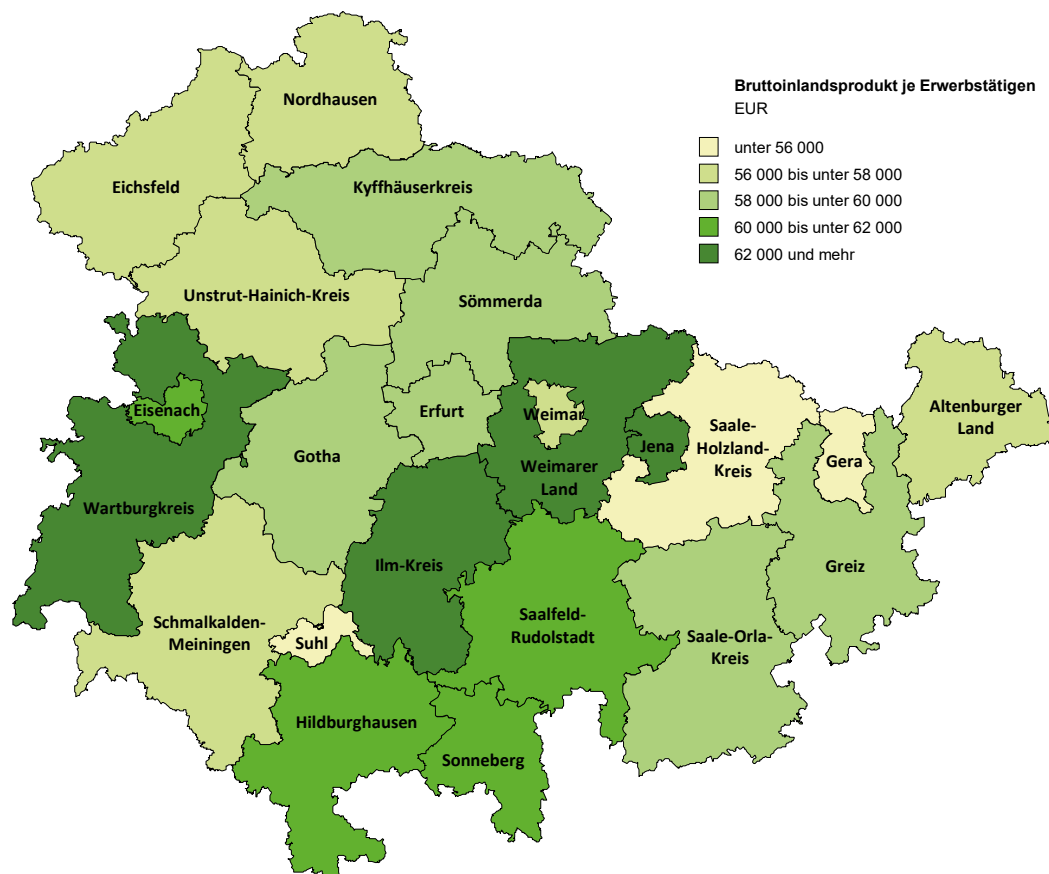 Bruttoinlandsprodukt je Erwerbstätigen
EUR
unter 56 000
56 000 bis unter 58 000
58 000 bis unter 60 000
60 000 bis unter 62 000
62 000 und mehr
Nordhausen
Eichsfeld
Kyffhäuserkreis
Unstrut-Hainich-Kreis
Sömmerda
Eisenach
Erfurt
Weimar
Altenburger
Land
Saale-
Holzland-
Kreis
Jena
Gera
Gotha
Weimarer
Land
Wartburgkreis
Ilm-Kreis
Greiz
Saalfeld-
Rudolstadt
Schmalkalden-
Meiningen
Suhl
Saale-Orla-
Kreis
Hildburghausen
Sonneberg